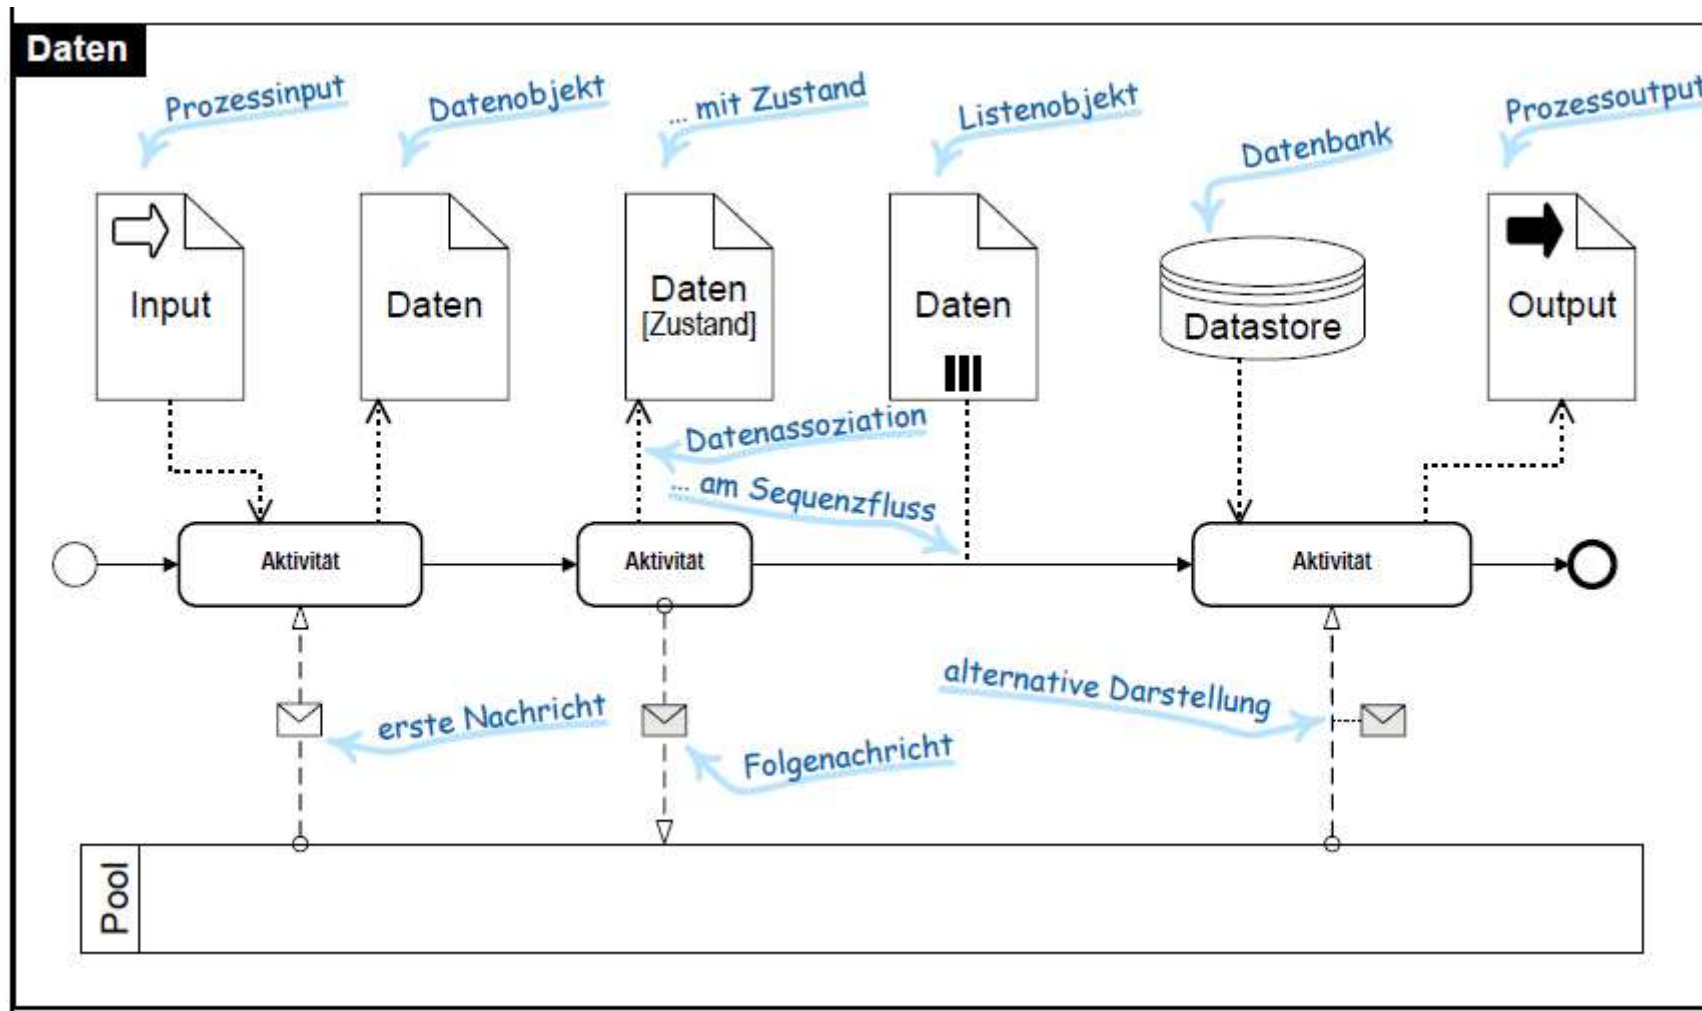 Daten
Prozessinput
Datenobjekt
... mit Zustand
Listenobjekt
Datenbank
Prozessoutput
Input
Daten
Daten
[Zustand]
Daten
Datastore
Output
Datenassoziation
... am Sequenzfluss
Aktivität
Aktivität
Aktivität
erste Nachricht
Folgenachricht
alternative Darstellung
Pool